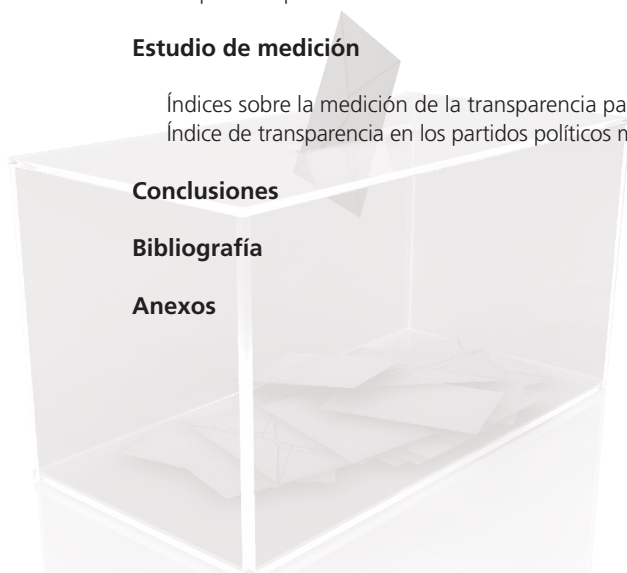 Estudio de medición
Índices sobre la medición de la transparencia
Índice de transparencia en los partidos políticos
Conclusiones
Bibliografía
Anexos